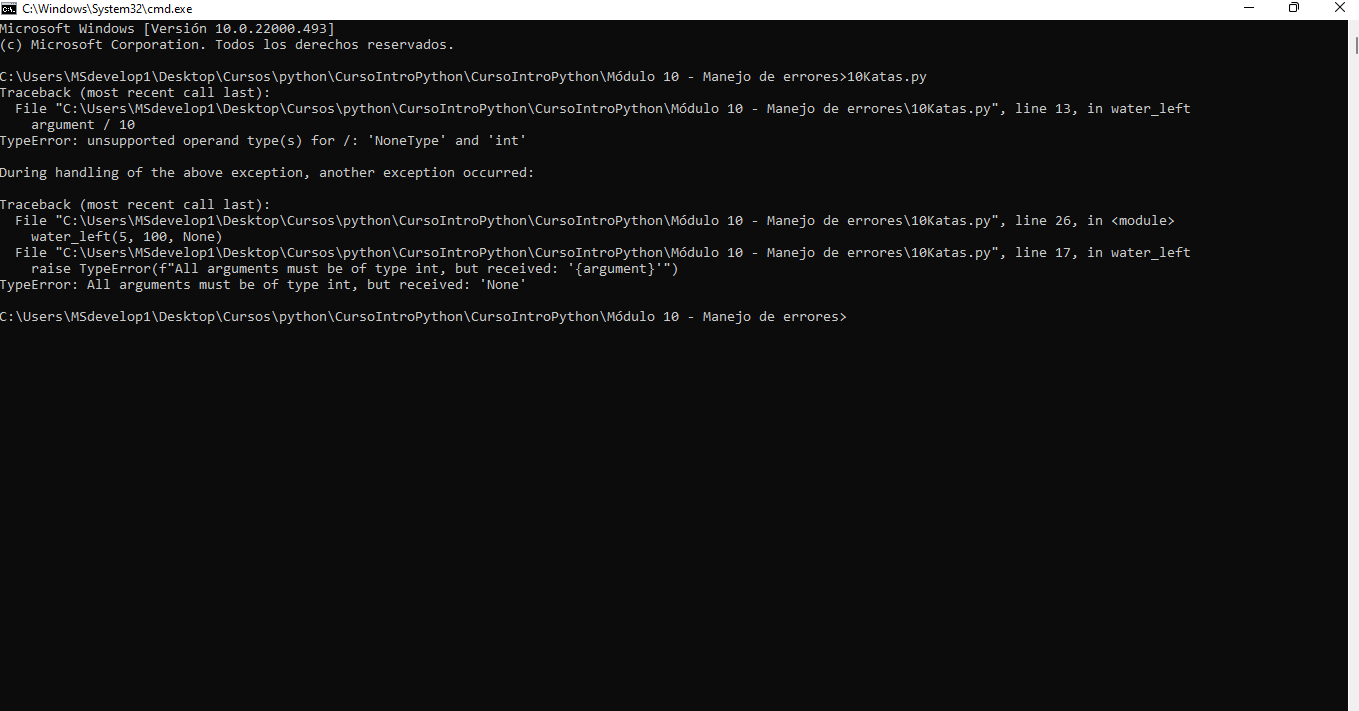 C:\Windows\System32\cmd.exe
Microsoft Windows [Versión 10.0.22000.493]
(c) Microsoft Corporation. Todos los derechos reservados.
C:\Users\MSdevelop1\Desktop\Cursos\python\CursoIntroPython\CursoIntroPython\Módulo 10 - Manejo de errores>10Katas.py
Traceback (most recent call last):
  File "C:\Users\MSdevelop1\Desktop\Cursos\python\CursoIntroPython\CursoIntroPython\Módulo 10 - Manejo de errores\10Katas.py", line 13, in water_left
    argument / 10
TypeError: unsupported operand type(s) for /: 'NoneType' and 'int'
During handling of the above exception, another exception occurred:
Traceback (most recent call last):
  File "C:\Users\MSdevelop1\Desktop\Cursos\python\CursoIntroPython\CursoIntroPython\Módulo 10 - Manejo de errores\10Katas.py", line 26, in <module>
    water_left(5, 100, None)
  File "C:\Users\MSdevelop1\Desktop\Cursos\python\CursoIntroPython\CursoIntroPython\Módulo 10 - Manejo de errores\10Katas.py", line 17, in water_left
    raise TypeError(f"All arguments must be of type int, but received: '{argument}'")
TypeError: All arguments must be of type int, but received: 'None'
C:\Users\MSdevelop1\Desktop\Cursos\python\CursoIntroPython\CursoIntroPython\Módulo 10 - Manejo de errores>